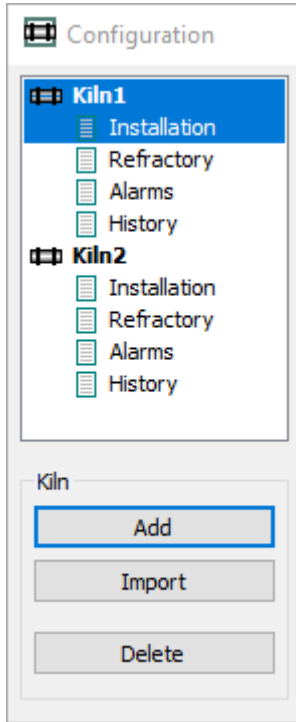 Configuration
Kiln1
Installation
Refractory
Alarms
History
Kiln2
Installation
Refractory
Alarms
History
Kiln
Add
Import
Delete